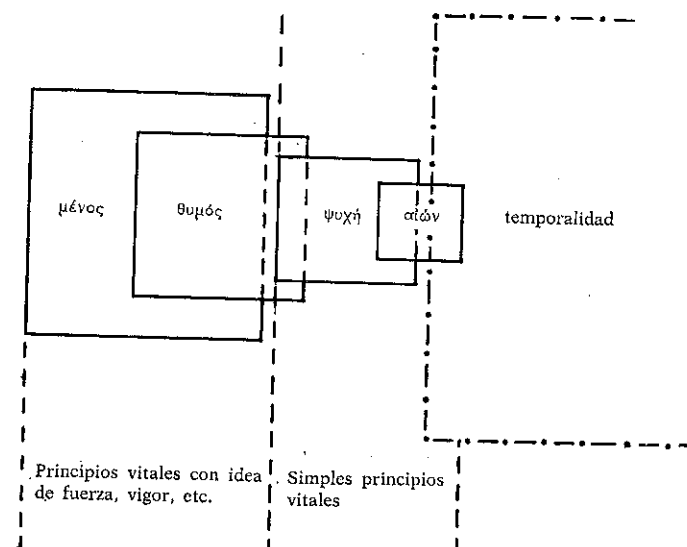 μένος θυμός ψυχή αἰών temporalidad
Principios vitales con idea
de fuerza, vigor, etc.
Simples principios
vitales